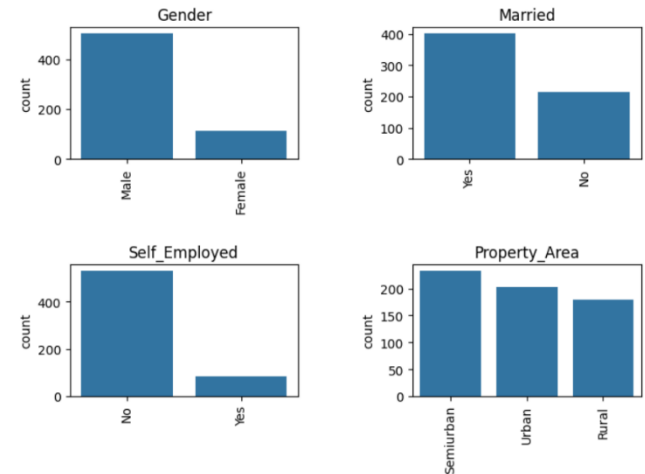 Gender
count
400
200
0
Male
Female
Married
count
400
300
200
100
0
Yes
No
Self_Employed
count
400
200
0
No
Yes
Property_Area
count
200
150
100
50
0
Semiurban
Urban
Rural